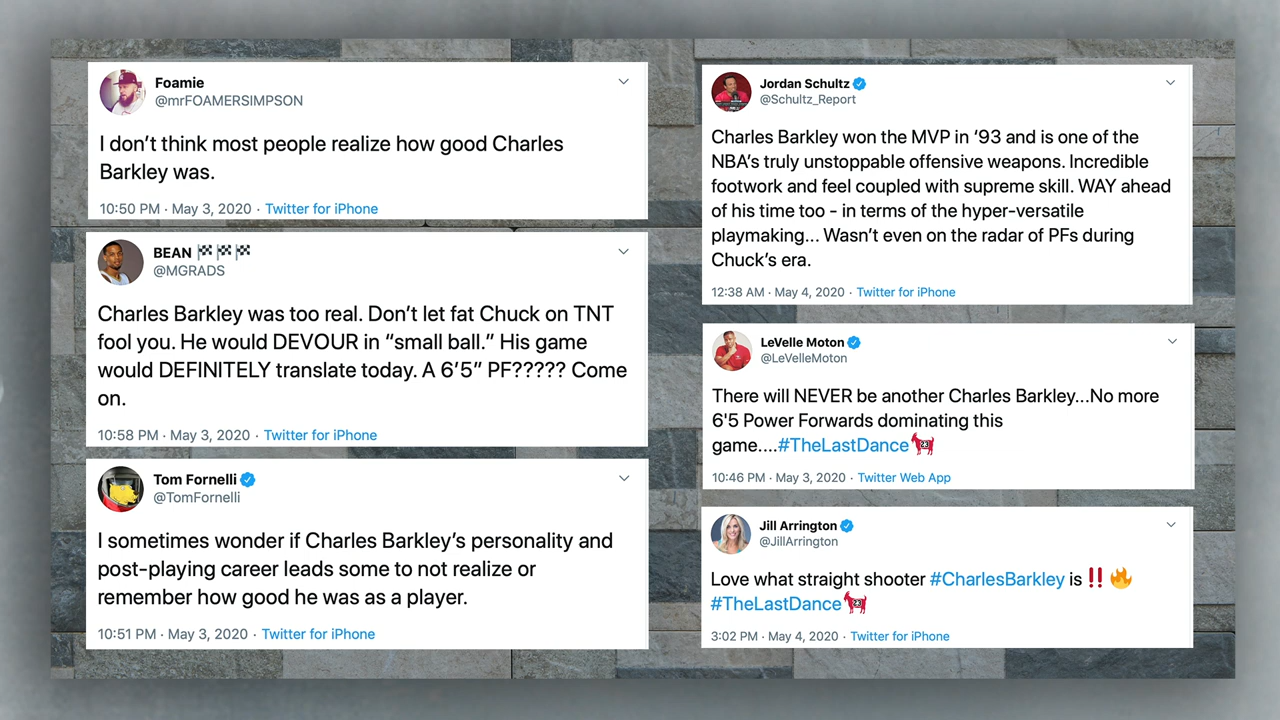 Foamie
@mrFOAMERSIMPSON
I don’t think most people realize how good Charles
Barkley was.
10:50 PM · May 3, 2020 · Twitter for iPhone
BEAN 🏁🏁🏁
@MGRADS
Charles Barkley was too real. Don’t let fat Chuck on TNT
fool you. He would DEVOUR in “small ball.” His game
would DEFINITELY translate today. A 6’5” PF????? Come
on.
10:58 PM · May 3, 2020 · Twitter for iPhone
Tom Fornelli
@TomFornelli
I sometimes wonder if Charles Barkley’s personality and
post-playing career leads some to not realize or
remember how good he was as a player.
10:51 PM · May 3, 2020 · Twitter for iPhone
Jordan Schultz
@Schultz_Report
Charles Barkley won the MVP in ‘93 and is one of the
NBA’s truly unstoppable offensive weapons. Incredible
footwork and feel coupled with supreme skill. WAY ahead
of his time too - in terms of the hyper-versatile
playmaking... Wasn’t even on the radar of PFs during
Chuck’s era.
12:38 AM · May 4, 2020 · Twitter for iPhone
LeVelle Moton
@LeVelleMoton
There will NEVER be another Charles Barkley...No more
6'5 Power Forwards dominating this
game....#TheLastDance 23
10:46 PM · May 3, 2020 · Twitter Web App
Jill Arrington
@JillArrington
Love what straight shooter #CharlesBarkley is ‼️🔥
#TheLastDance 23
3:02 PM · May 4, 2020 · Twitter for iPhone